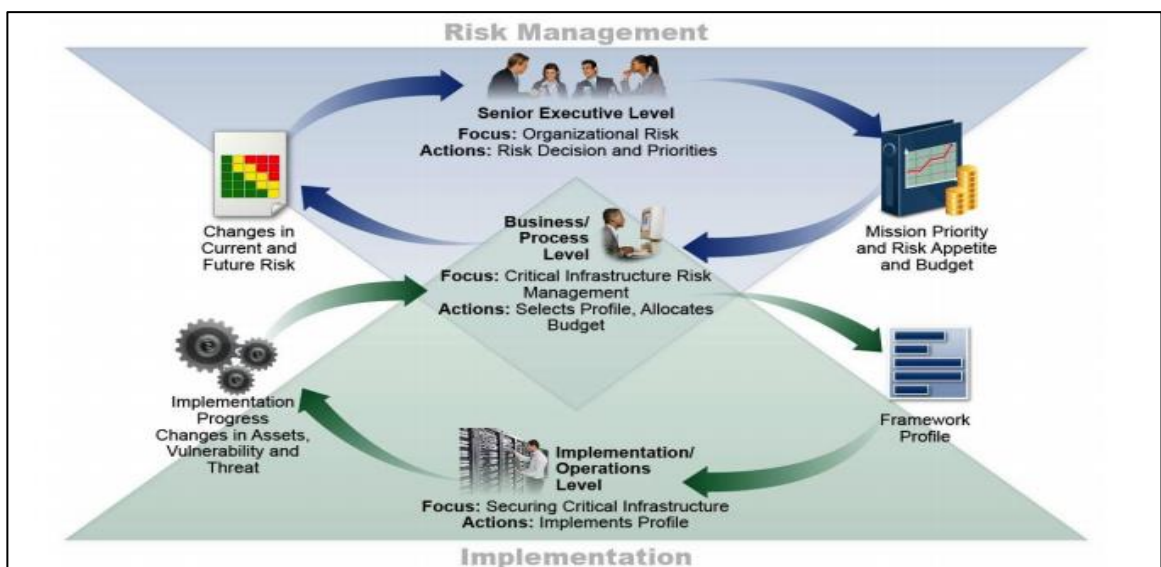 Risk Management
Senior Executive Level
Focus: Organizational Risk
Actions: Risk Decision and Priorities
Changes in
Current and
Future Risk
Mission Priority
and Risk Appetite
and Budget
Business/
Process
Level
Focus: Critical Infrastructure Risk
Management
Actions: Selects Profile, Allocates
Budget
Implementation
Progress
Changes in Assets,
Vulnerability and
Threat
Framework
Profile
Implementation/
Operations
Level
Focus: Securing Critical Infrastructure
Actions: Implements Profile
Implementation